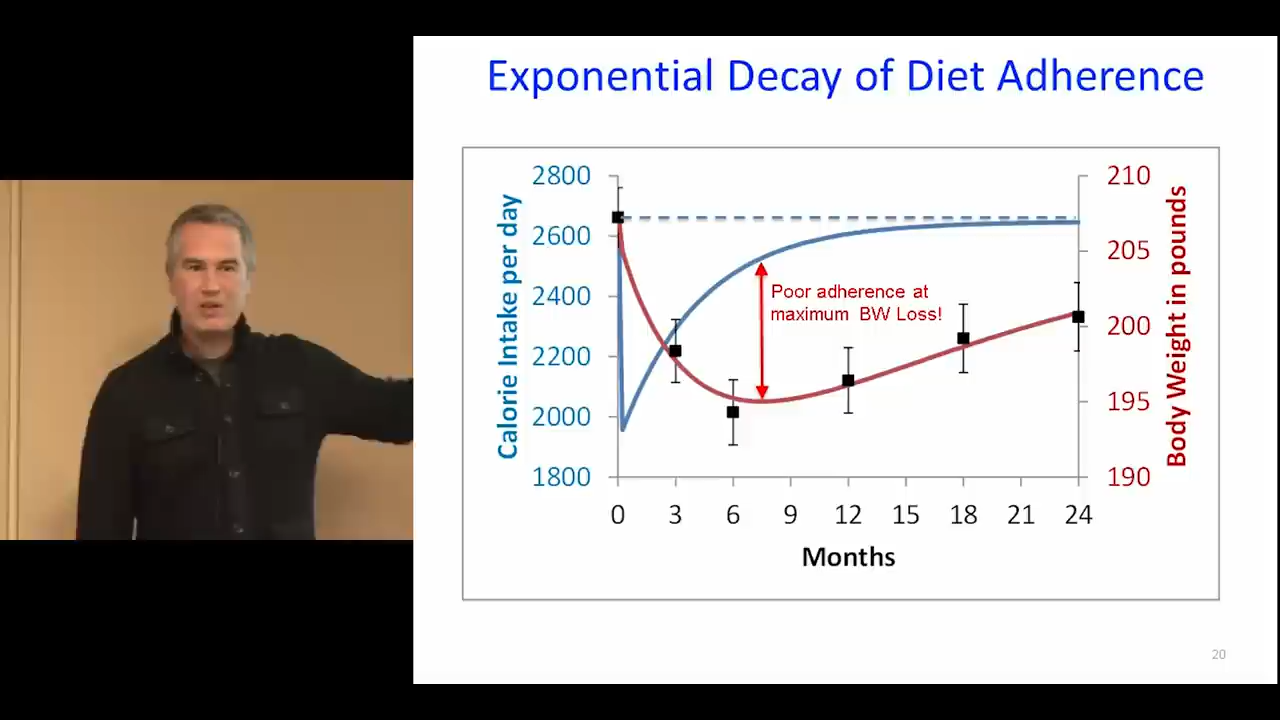 Exponential Decay of Diet Adherence
Calorie Intake per day
2800
2600
2400
2200
2000
1800
Poor adherence at
maximum BW Loss!
210
205
200
195
190
Body Weight in pounds
0 3 6 9 12 15 18 21 24
Months
20